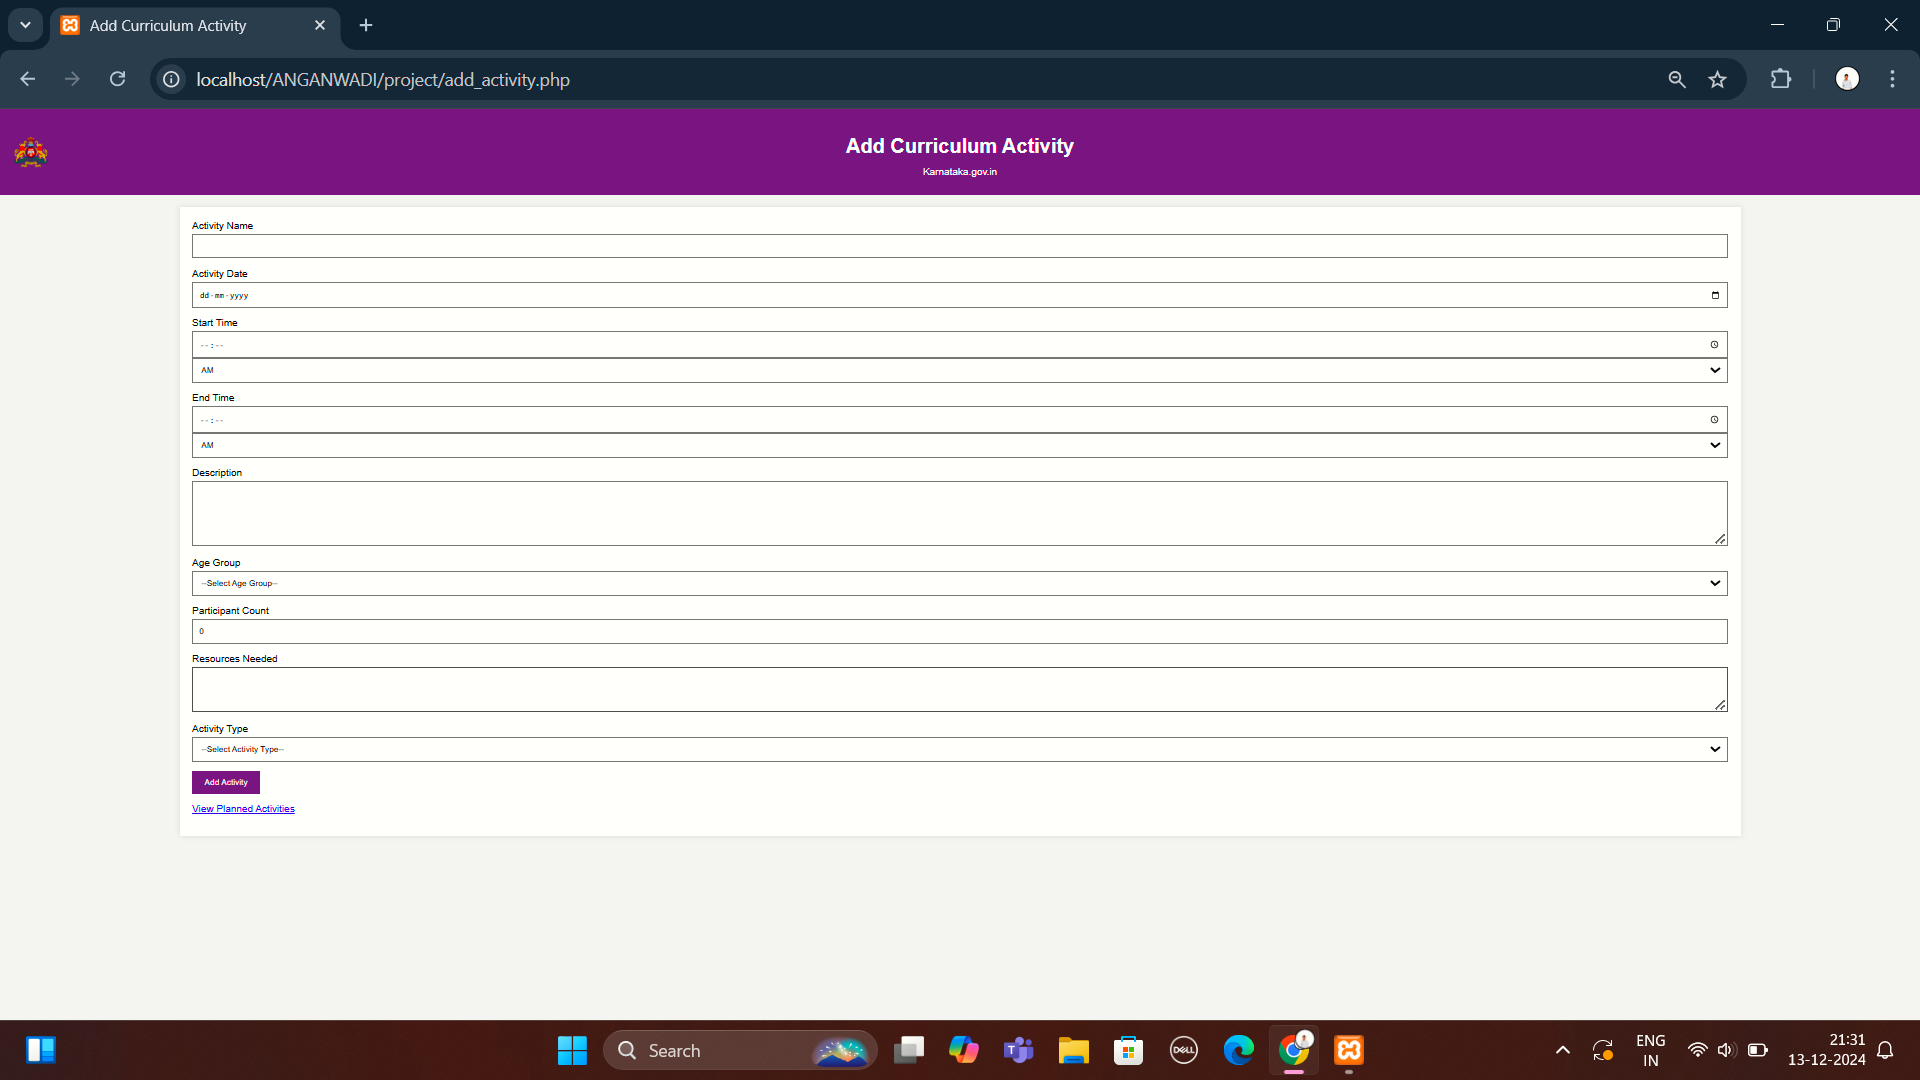 Add Curriculum Activity
localhost/ANGANWADI/project/add_activity.php
Add Curriculum Activity
Karnataka.gov.in
Activity Name
Activity Date
dd-mm-yyyy
Start Time
--:--
AM
End Time
--:--
AM
Description
Age Group
--Select Age Group--
Participant Count
0
Resources Needed
Activity Type
--Select Activity Type--
Add Activity
View Planned Activities
Search
T
DELL
ENG
IN
21:31
13-12-2024